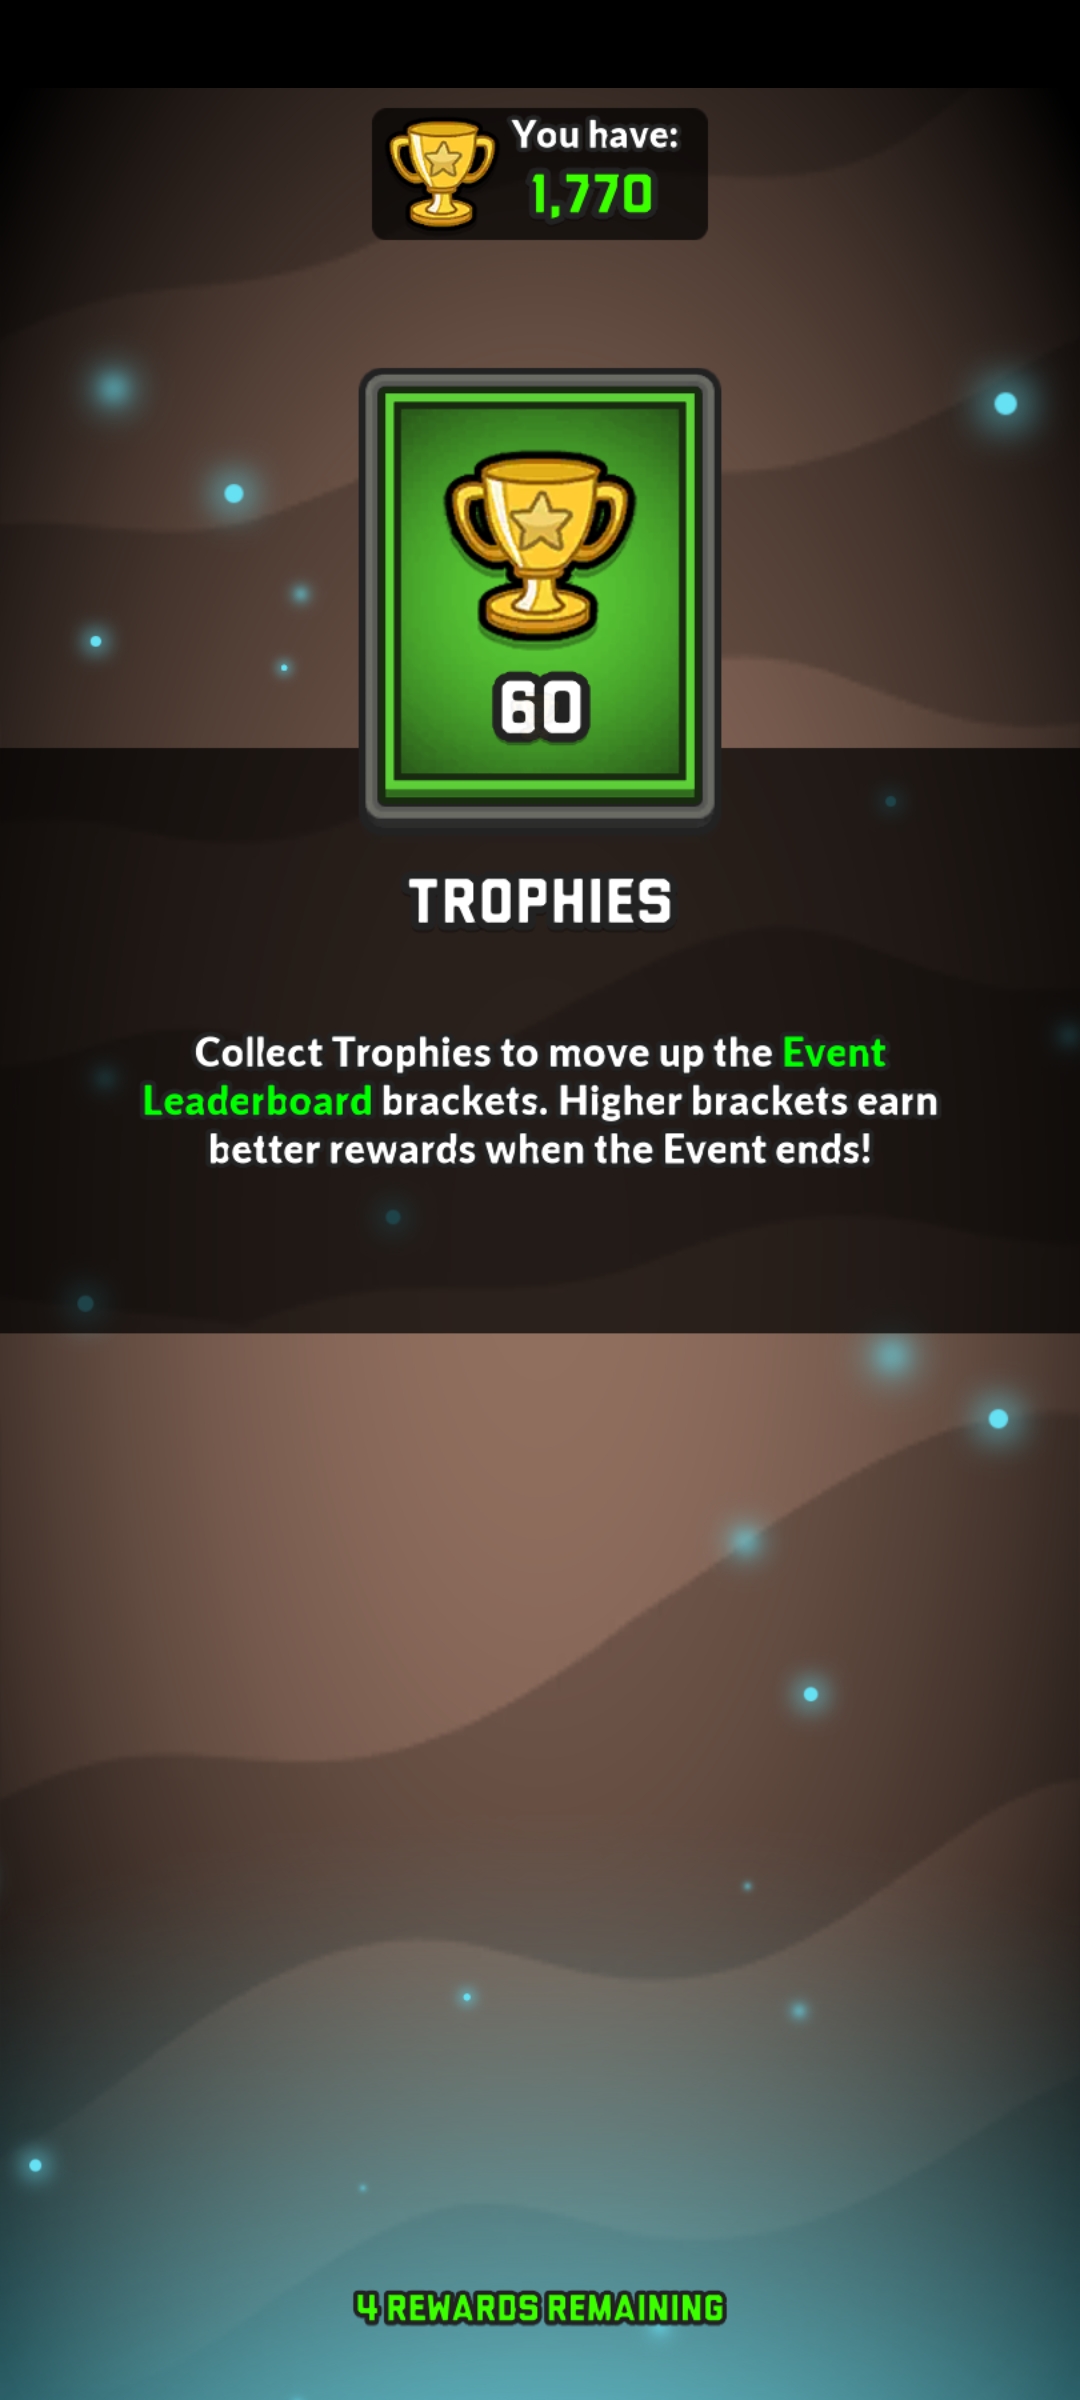 You have:
1,770
60
TROPHIES
Collect Trophies to move up the Event
Leaderboard brackets. Higher brackets earn
better rewards when the Event ends!
4 REWARDS REMAINING